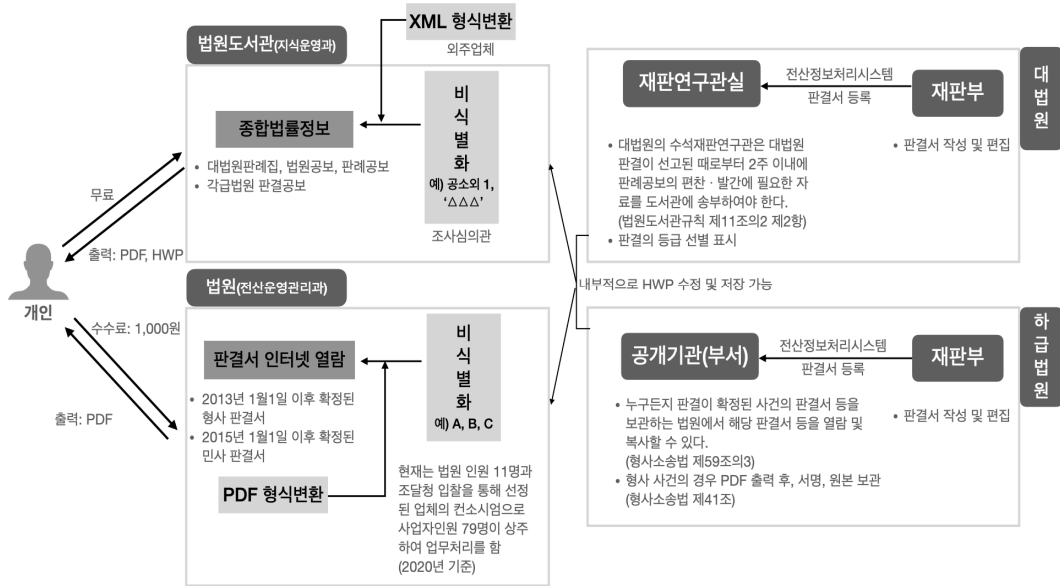 XML 형식변환
외주업체
법원도서관(지식운영과)
비
식
별
화
예) 공소외 1,
‘△△△’
조사심의관
종합법률정보
• 대법원판례집, 법원공보, 판례공보
• 각급법원 판결공보
무료
출력: PDF, HWP
개인
수수료: 1,000원
출력: PDF
법원(전산운영관리과)
비
식
별
화
예) A, B, C
판결서 인터넷 열람
• 2013년 1월1일 이후 확정된
형사 판결서
• 2015년 1월1일 이후 확정된
민사 판결서
PDF 형식변환
현재는 법원 인원 11명과
조달청 입찰을 통해 선정
된 업체의 컨소시엄으로
사업자인원 79명이 상주
하여 업무처리를 함
(2020년 기준)
내부적으로 HWP 수정 및 저장 가능
대
법
원
재판연구관실
전산정보처리시스템
판결서 등록
재판부
• 대법원의 수석재판연구관은 대법원
판결이 선고된 때로부터 2주 이내에
판례공보의 편찬 · 발간에 필요한 자
료를 도서관에 송부하여야 한다.
(법원도서관규칙 제11조의2 제2항)
• 판결의 등급 선별 표시
• 판결서 작성 및 편집
하
급
법
원
공개기관(부서)
전산정보처리시스템
판결서 등록
재판부
• 누구든지 판결이 확정된 사건의 판결서 등을
보관하는 법원에서 해당 판결서 등을 열람 및
복사할 수 있다.
(형사소송법 제59조의3)
• 형사 사건의 경우 PDF 출력 후, 서명, 원본 보관
(형사소송법 제41조)
• 판결서 작성 및 편집